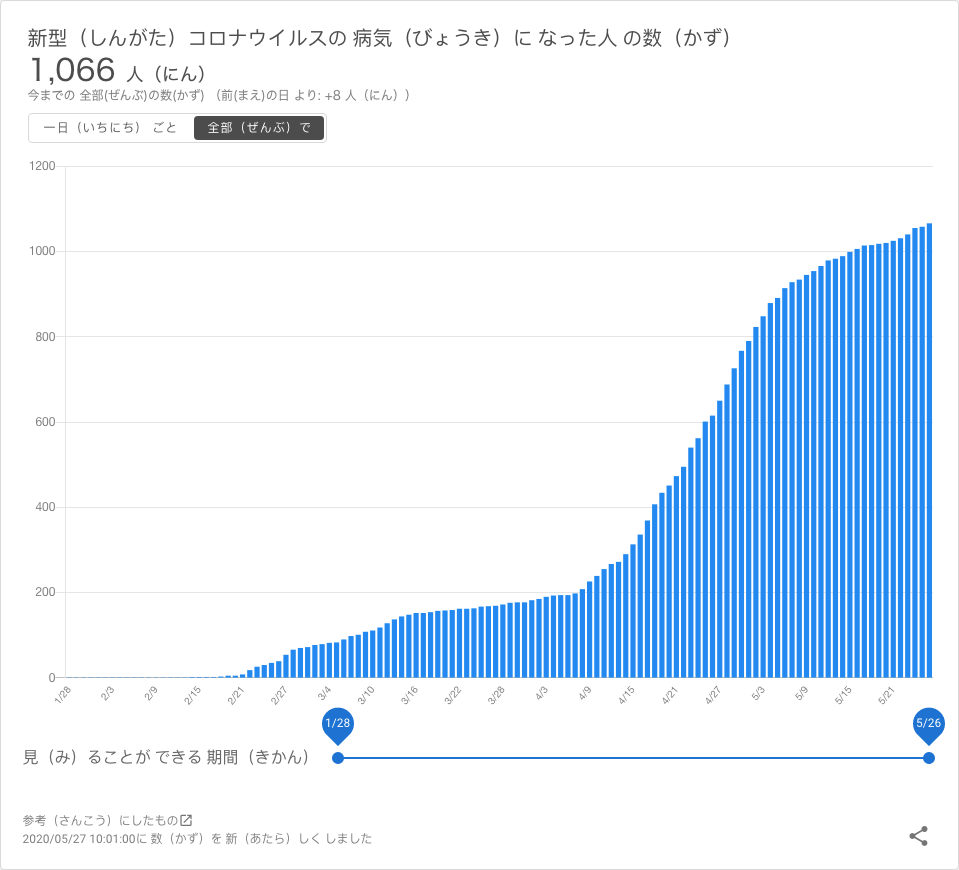 新型（しんがた）コロナウイルスの 病気（びょうき）に なった人 の数（かず）
1,066 人（にん）
今までの 全部(ぜんぶ)の数(かず) （前(まえ)の日 より: +8 人（にん））
一日（いちにち） ごと 全部（ぜんぶ）で
1200
1000
800
600
400
200
0
1/28 2/3 2/9 2/15 2/21 2/27 3/4 3/10 3/16 3/22 3/28 4/3 4/9 4/15 4/21 4/27 5/3 5/9 5/15 5/21
1/28 5/26
見（み）ることが できる 期間（きかん）
参考（さんこう）にしたもの
2020/05/27 10:01:00に 数（かず）を 新（あたら）しく しました